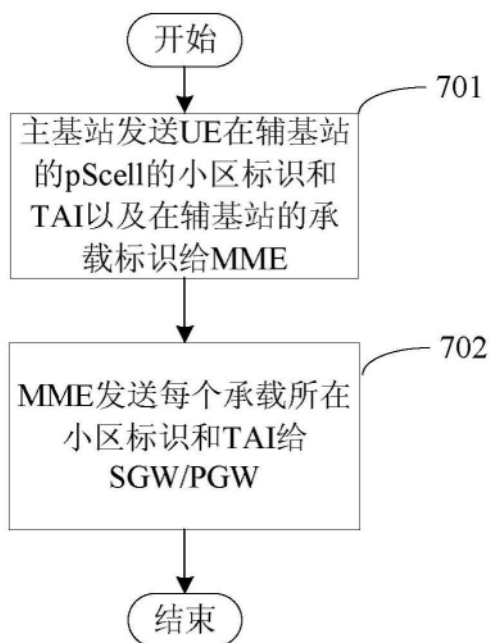 开始
701
主基站发送UE在辅基站
的pScell的小区标识和
TAI以及在辅基站的承
载标识给MME
702
MME发送每个承载所在
小区标识和TAI给
SGW/PGW
结束